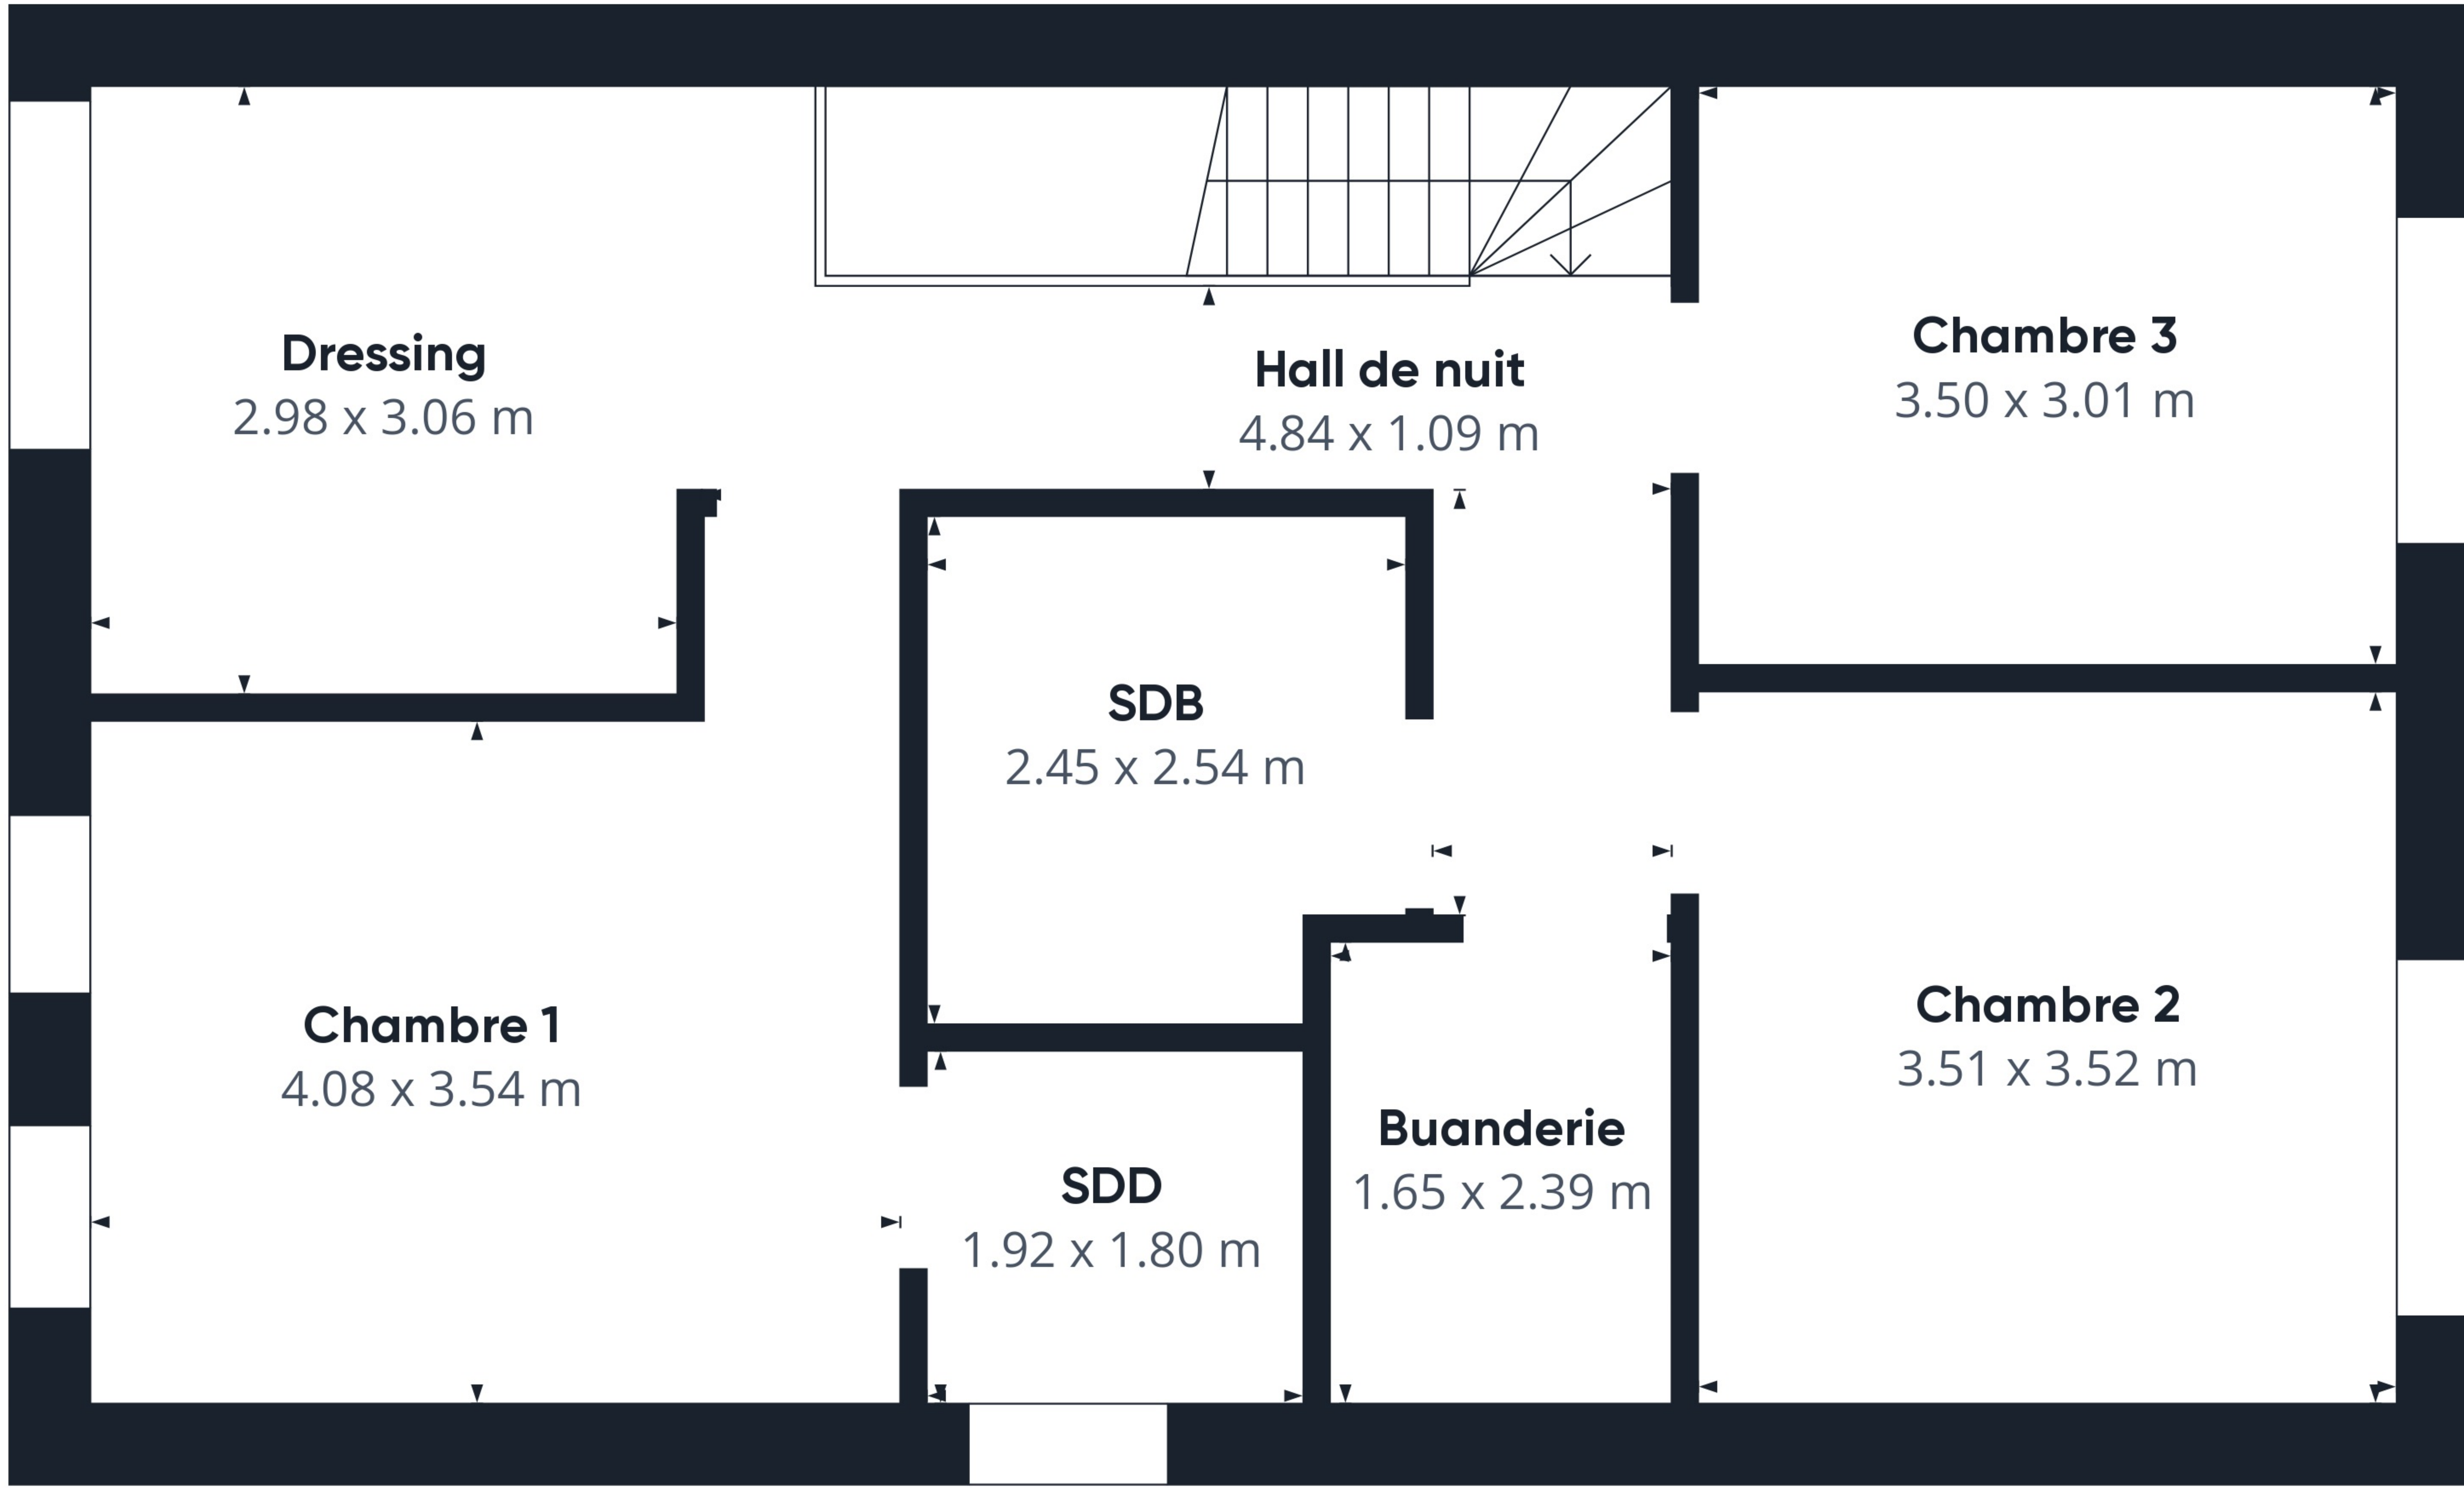 Dressing
2.98 x 3.06 m
Hall de nuit
4.84 x 1.09 m
Chambre 3
3.50 x 3.01 m
SDB
2.45 x 2.54 m
Chambre 1
4.08 x 3.54 m
SDD
1.92 x 1.80 m
Buanderie
1.65 x 2.39 m
Chambre 2
3.51 x 3.52 m